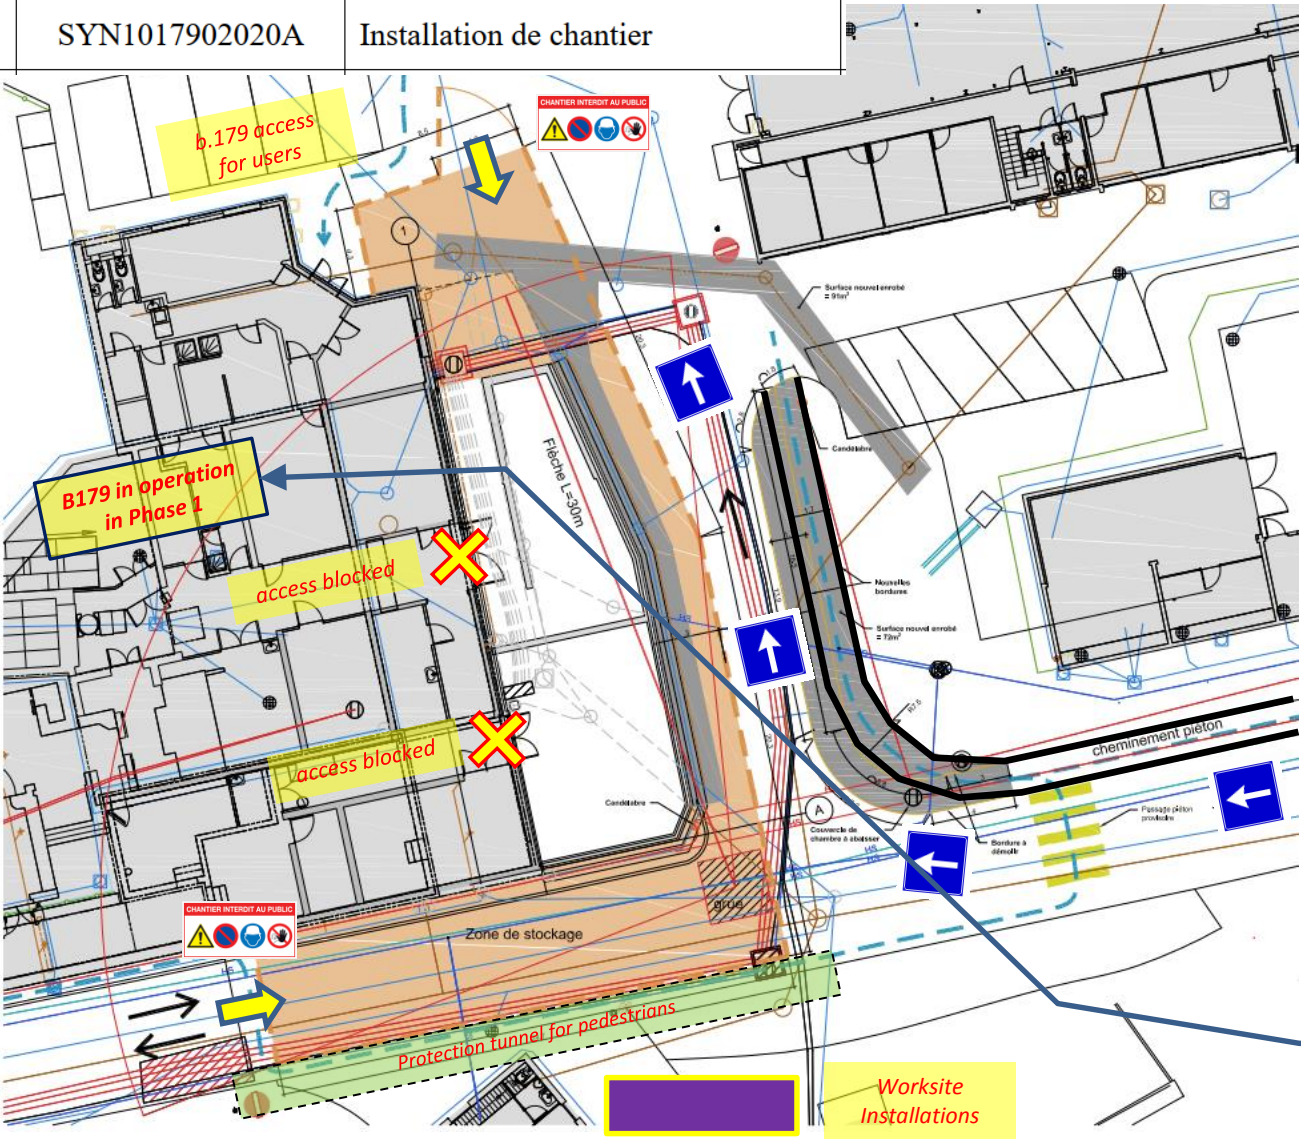 SYN1017902020A
Installation de chantier
b.179 access
for users
CHANTIER INTERDIT AU PUBLIC
1
Surface nouvel enrobé
= 91m²
Candélabre
Flèche L=30m
B179 in operation
in Phase 1
access blocked
Nouvelles
bordures
Surface nouvel enrobé
= 72m²
access blocked
cheminement piéton
Candélabre
A
Couvercle de
chambre à abaisser
Bordure à
démolir
Passage piéton
provisoire
grue
CHANTIER INTERDIT AU PUBLIC
Zone de stockage
Protection tunnel for pedestrians
Worksite
Installations